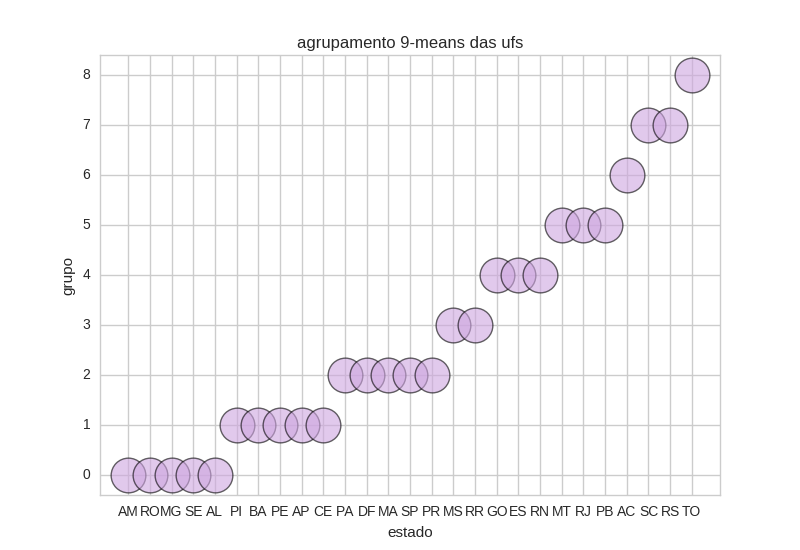 agrupamento 9-means das ufs
8
7
6
5
4
3
2
1
0
grupo
AM RO MG SE AL PI BA PE AP CE PA DF MA SP PR MS RR GO ES RN MT RJ PB AC SC RS TO
estado